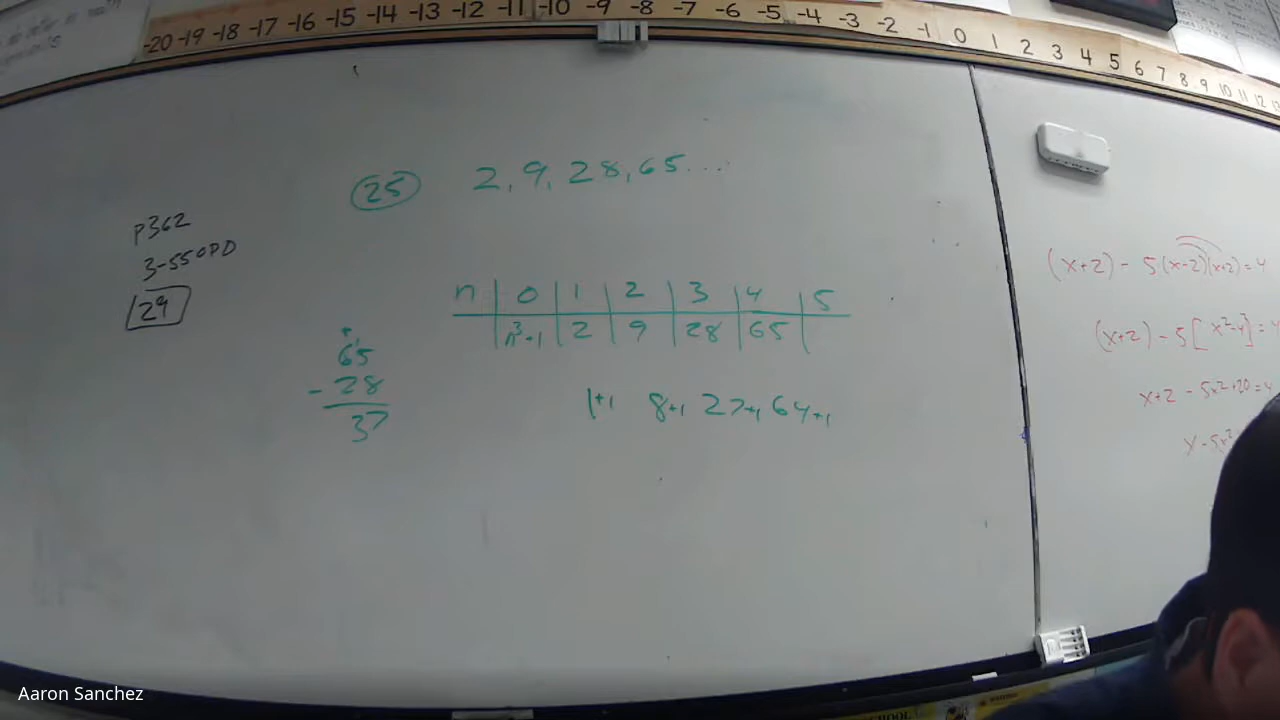 -20 -19 -18 -17 -16 -15 -14 -13 -12 -11 -10 -9 -8 -7 -6 -5 -4 -3 -2 -1 0 1 2 3 4 5 6 7 8 9 10 11 12
25 2, 9, 28, 65...
P362
3-55 ODD
29
n 0 1 2 3 4 5
n³+1 2 9 28 65
65
- 28
37
1+1 8+1 27+1 64+1
(x+2) - 5(x-2)(x+2) = 4
(x+2) - 5[x²-4] =
x+2 - 5x²+20 = 4
Aaron Sanchez